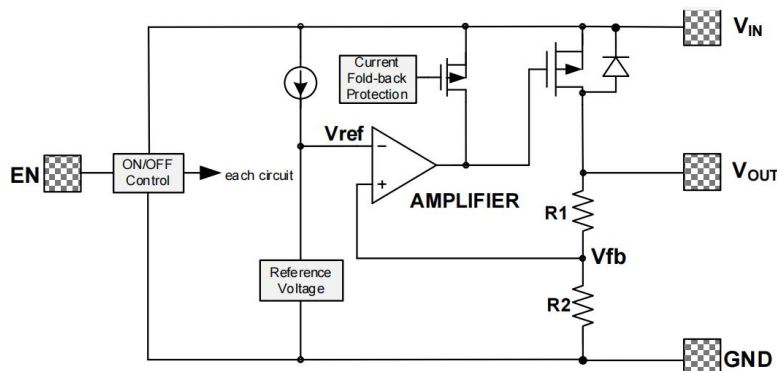 VIN
Current
Fold-back
Protection
Vref
EN
ON/OFF
Control
each circuit
−
+
AMPLIFIER
VOUT
R1
Vfb
Reference
Voltage
R2
GND